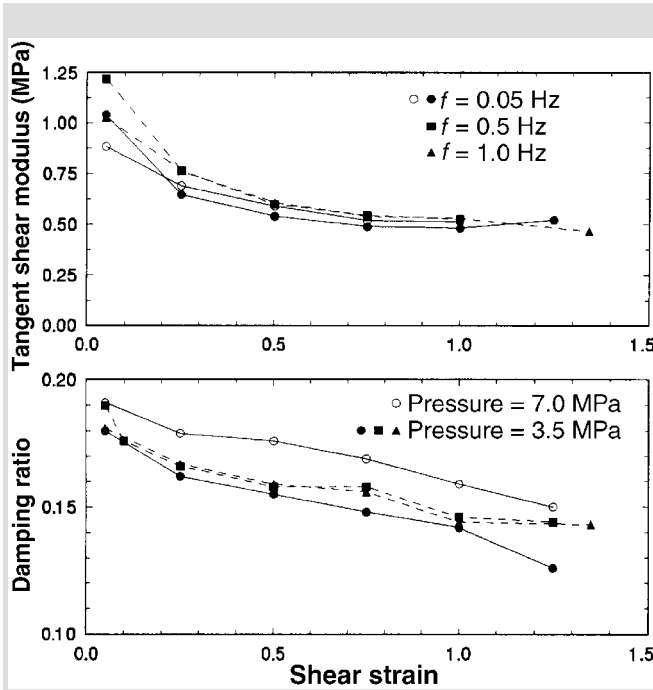 Tangent shear modulus (MPa)
1.25
1.00
0.75
0.50
0.25
0.00
f = 0.05 Hz
f = 0.5 Hz
f = 1.0 Hz
0.0
0.5
1.0
1.5
Damping ratio
0.20
0.15
0.10
Pressure = 7.0 MPa
Pressure = 3.5 MPa
0.0
0.5
1.0
1.5
Shear strain